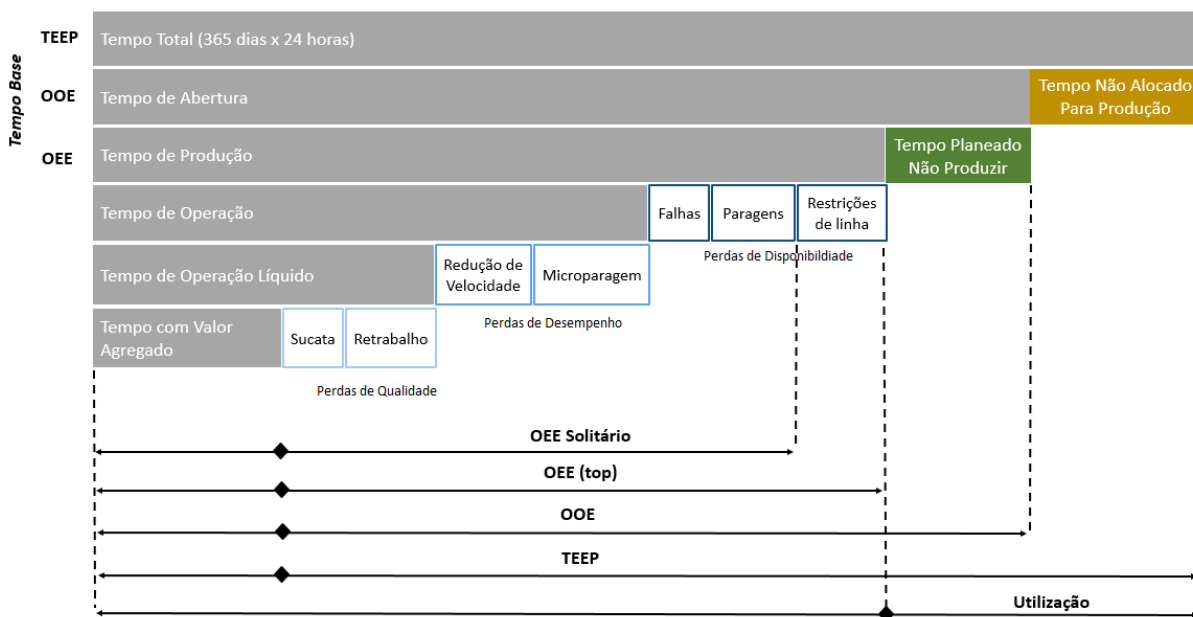 Tempo Base
TEEP
Tempo Total (365 dias x 24 horas)
OOE
Tempo de Abertura
Tempo Não Alocado
Para Produção
OEE
Tempo de Produção
Tempo Planeado
Não Produzir
Tempo de Operação
Falhas
Paragens
Restrições
de linha
Perdas de Disponibildiade
Tempo de Operação Líquido
Redução de
Velocidade
Microparagem
Perdas de Desempenho
Tempo com Valor
Agregado
Sucata
Retrabalho
Perdas de Qualidade
OEE Solitário
OEE (top)
OOE
TEEP
Utilização